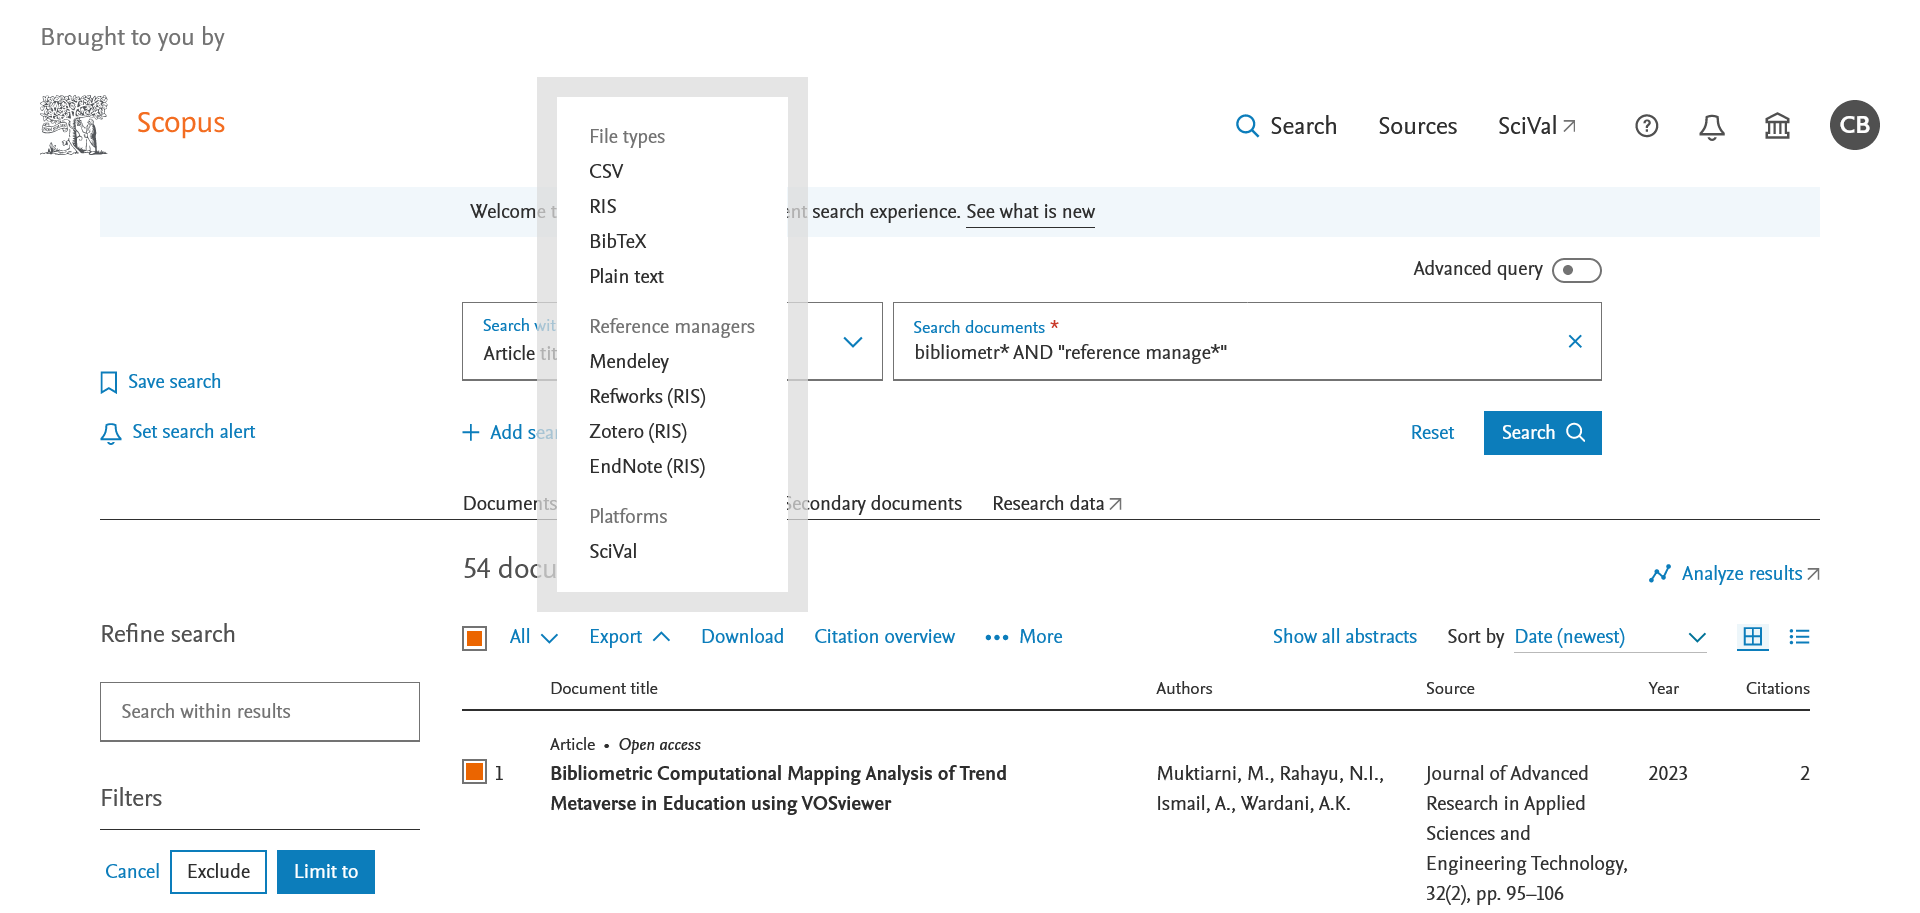 Brought to you by
Scopus
Search Sources SciVal CB
Welcome t ent search experience. See what is new
File types
CSV
RIS
BibTeX
Plain text
Reference managers
Mendeley
Refworks (RIS)
Zotero (RIS)
EndNote (RIS)
Platforms
SciVal
Advanced query
Search wit
Article tit
Search documents *
bibliometr* AND "reference manage*"
Save search
Set search alert
Add sear
Reset
Search
Documents Secondary documents Research data
54 docu
Analyze results
Refine search
Search within results
Filters
Cancel Exclude Limit to
All Export Download Citation overview More Show all abstracts Sort by Date (newest)
Document title Authors Source Year Citations
Article • Open access
1 Bibliometric Computational Mapping Analysis of Trend
Metaverse in Education using VOSviewer
Muktiarni, M., Rahayu, N.I.,
Ismail, A., Wardani, A.K.
Journal of Advanced
Research in Applied
Sciences and
Engineering Technology,
32(2), pp. 95–106
2023
2